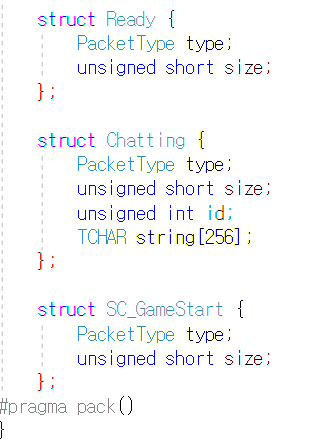 struct Ready {
PacketType type;
unsigned short size;
};
struct Chatting {
PacketType type;
unsigned short size;
unsigned int id;
TCHAR string[256];
};
struct SC_GameStart {
PacketType type;
unsigned short size;
};
#pragma pack()
}